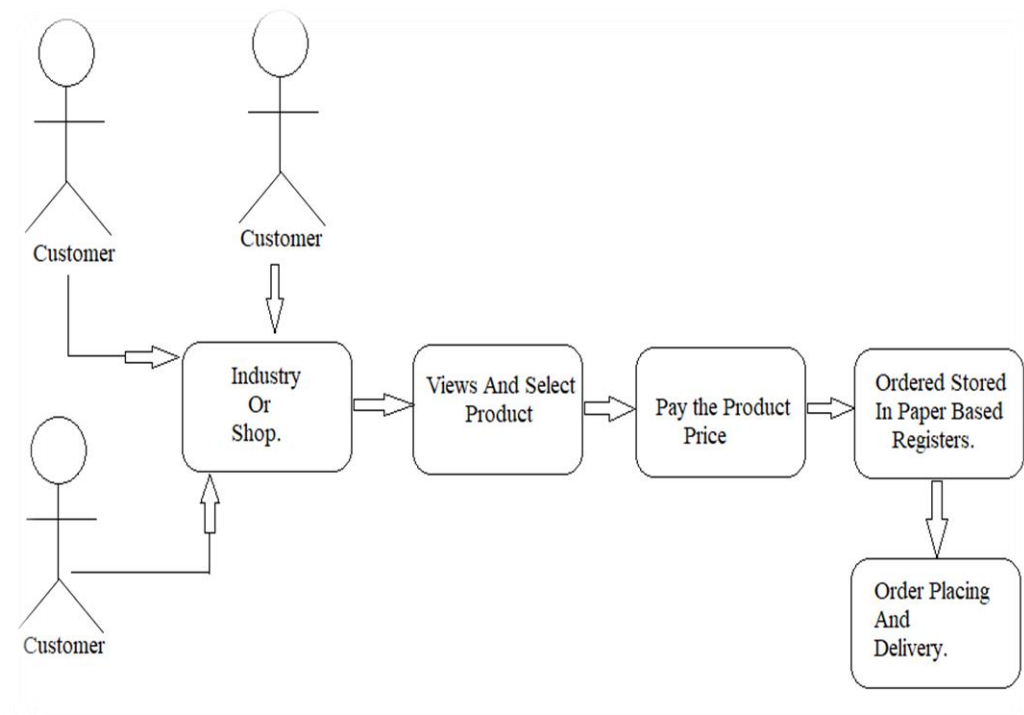 Customer
Customer
Industry
Or
Shop.
Views And Select
Product
Pay the Product
Price
Ordered Stored
In Paper Based
Registers.
Order Placing
And
Delivery.
Customer